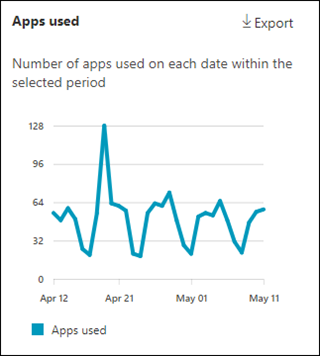 Apps used
Export
Number of apps used on each date within the
selected period
128
96
64
32
0
Apr 12
Apr 21
May 01
May 11
Apps used